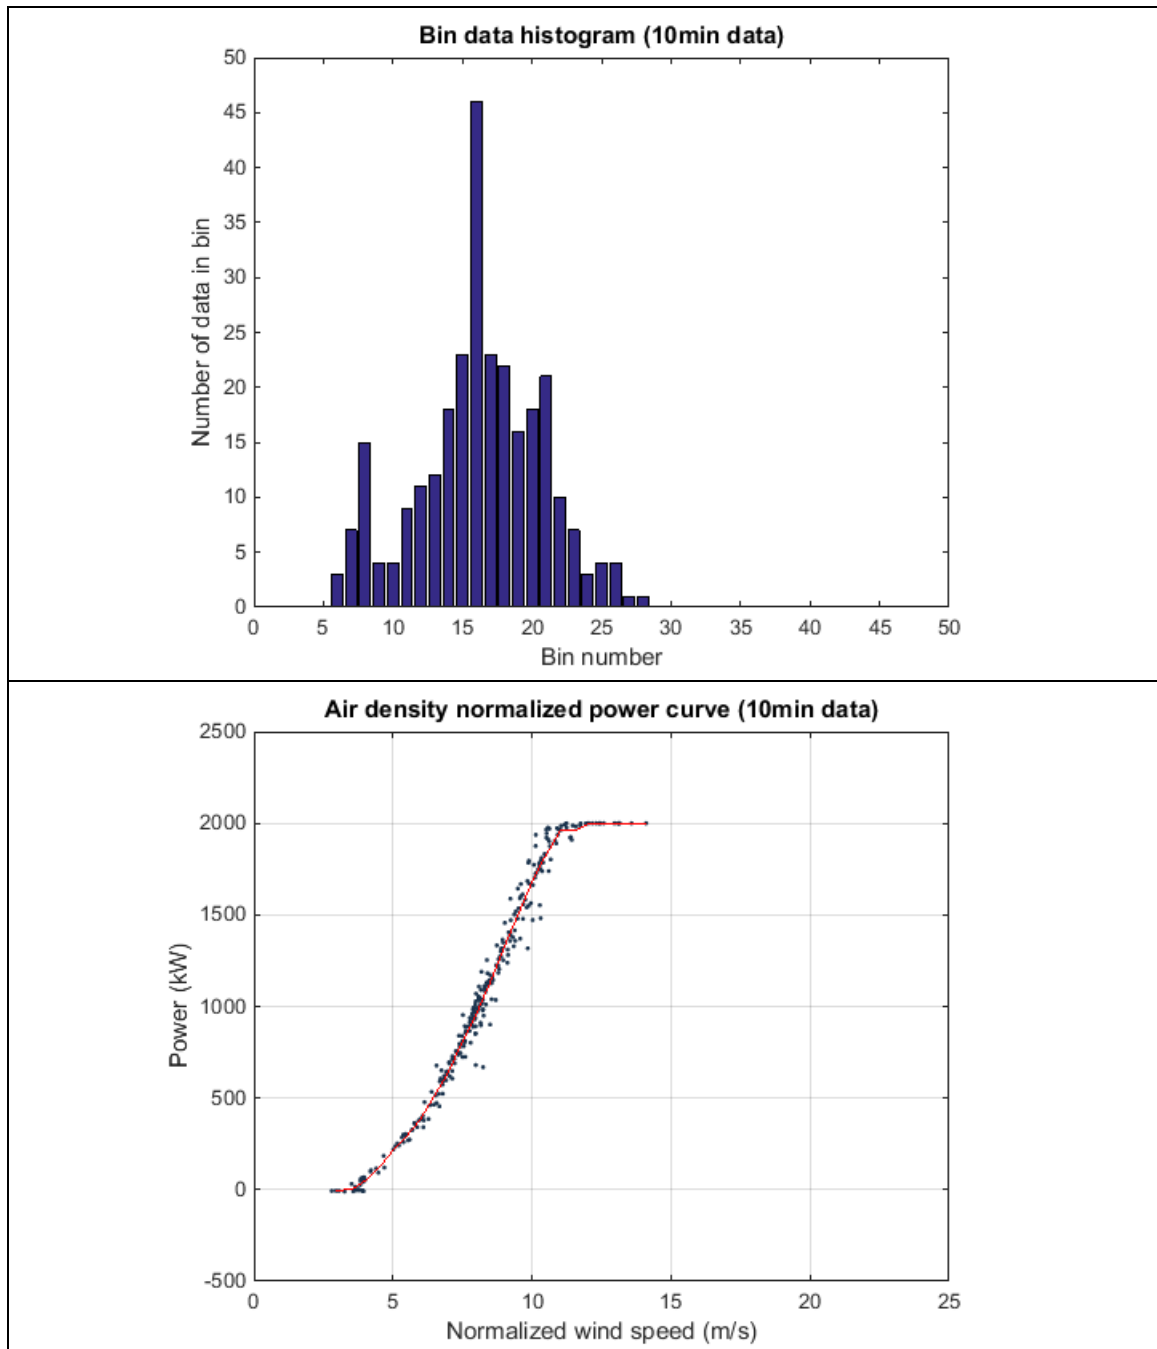 Bin data histogram (10min data)
50
45
40
35
30
25
20
15
10
5
0
Number of data in bin
0 5 10 15 20 25 30 35 40 45 50
Bin number
Air density normalized power curve (10min data)
2500
2000
1500
1000
500
0
-500
Power (kW)
0 5 10 15 20 25
Normalized wind speed (m/s)